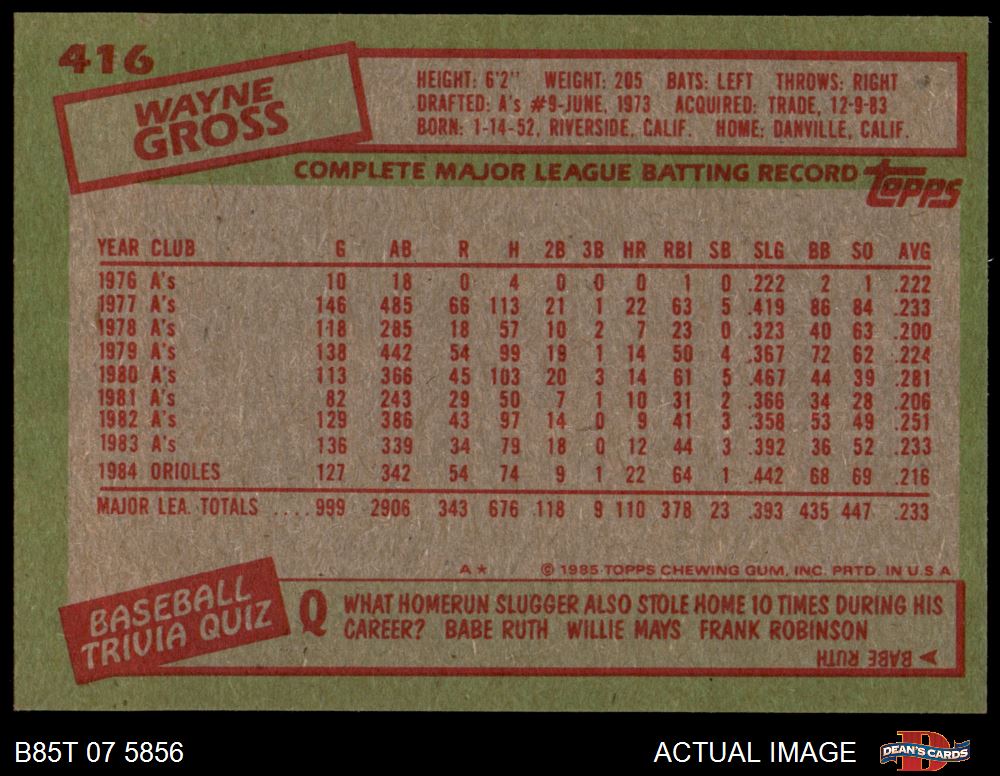 416
WAYNE
GROSS
HEIGHT: 6'2" WEIGHT: 205 BATS: LEFT THROWS: RIGHT
DRAFTED: A's #9-JUNE, 1973 ACQUIRED: TRADE, 12-9-83
BORN: 1-14-52, RIVERSIDE, CALIF. HOME: DANVILLE, CALIF.
COMPLETE MAJOR LEAGUE BATTING RECORD topps
YEAR CLUB G AB R H 2B 3B HR RBI SB SLG BB SO AVG
1976 A's 10 18 0 4 0 0 0 1 0 .222 2 1 .222
1977 A's 146 485 66 113 21 1 22 63 5 .419 86 84 .233
1978 A's 118 285 18 57 10 2 7 23 0 .323 40 63 .200
1979 A's 138 442 54 99 19 1 14 50 4 .367 72 62 .224
1980 A's 113 366 45 103 20 3 14 61 5 .467 44 39 .281
1981 A's 82 243 29 50 7 1 10 31 2 .366 34 28 .206
1982 A's 129 386 43 97 14 0 9 41 3 .358 53 49 .251
1983 A's 136 339 34 79 18 0 12 44 3 .392 36 52 .233
1984 ORIOLES 127 342 54 74 9 1 22 64 1 .442 68 69 .216
MAJOR LEA. TOTALS .... 999 2906 343 676 118 9 110 378 23 .393 435 447 .233
A* © 1985 TOPPS CHEWING GUM, INC. PRTD. IN U.S.A.
BASEBALL
TRIVIA QUIZ
Q WHAT HOMERUN SLUGGER ALSO STOLE HOME 10 TIMES DURING HIS
CAREER? BABE RUTH WILLIE MAYS FRANK ROBINSON
BABE RUTH
B85T 07 5856 ACTUAL IMAGE D DEAN'S CARDS